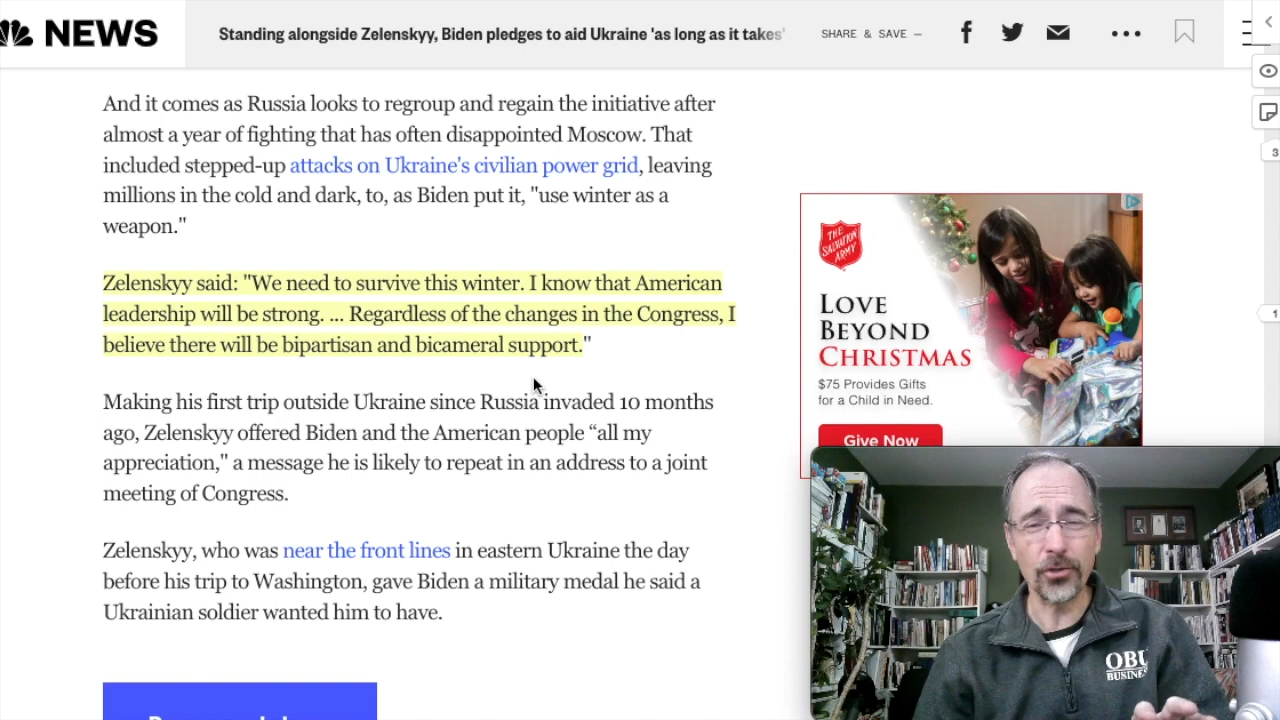 NEWS
Standing alongside Zelenskyy, Biden pledges to aid Ukraine 'as long as it takes'
SHARE & SAVE —
And it comes as Russia looks to regroup and regain the initiative after
almost a year of fighting that has often disappointed Moscow. That
included stepped-up attacks on Ukraine's civilian power grid, leaving
millions in the cold and dark, to, as Biden put it, "use winter as a
weapon."
Zelenskyy said: "We need to survive this winter. I know that American
leadership will be strong. ... Regardless of the changes in the Congress, I
believe there will be bipartisan and bicameral support."
Making his first trip outside Ukraine since Russia invaded 10 months
ago, Zelenskyy offered Biden and the American people “all my
appreciation," a message he is likely to repeat in an address to a joint
meeting of Congress.
Zelenskyy, who was near the front lines in eastern Ukraine the day
before his trip to Washington, gave Biden a military medal he said a
Ukrainian soldier wanted him to have.
THE
SALVATION
ARMY
LOVE
BEYOND
CHRISTMAS
$75 Provides Gifts
for a Child in Need.
Give Now
3
1
OBU
BUSINE